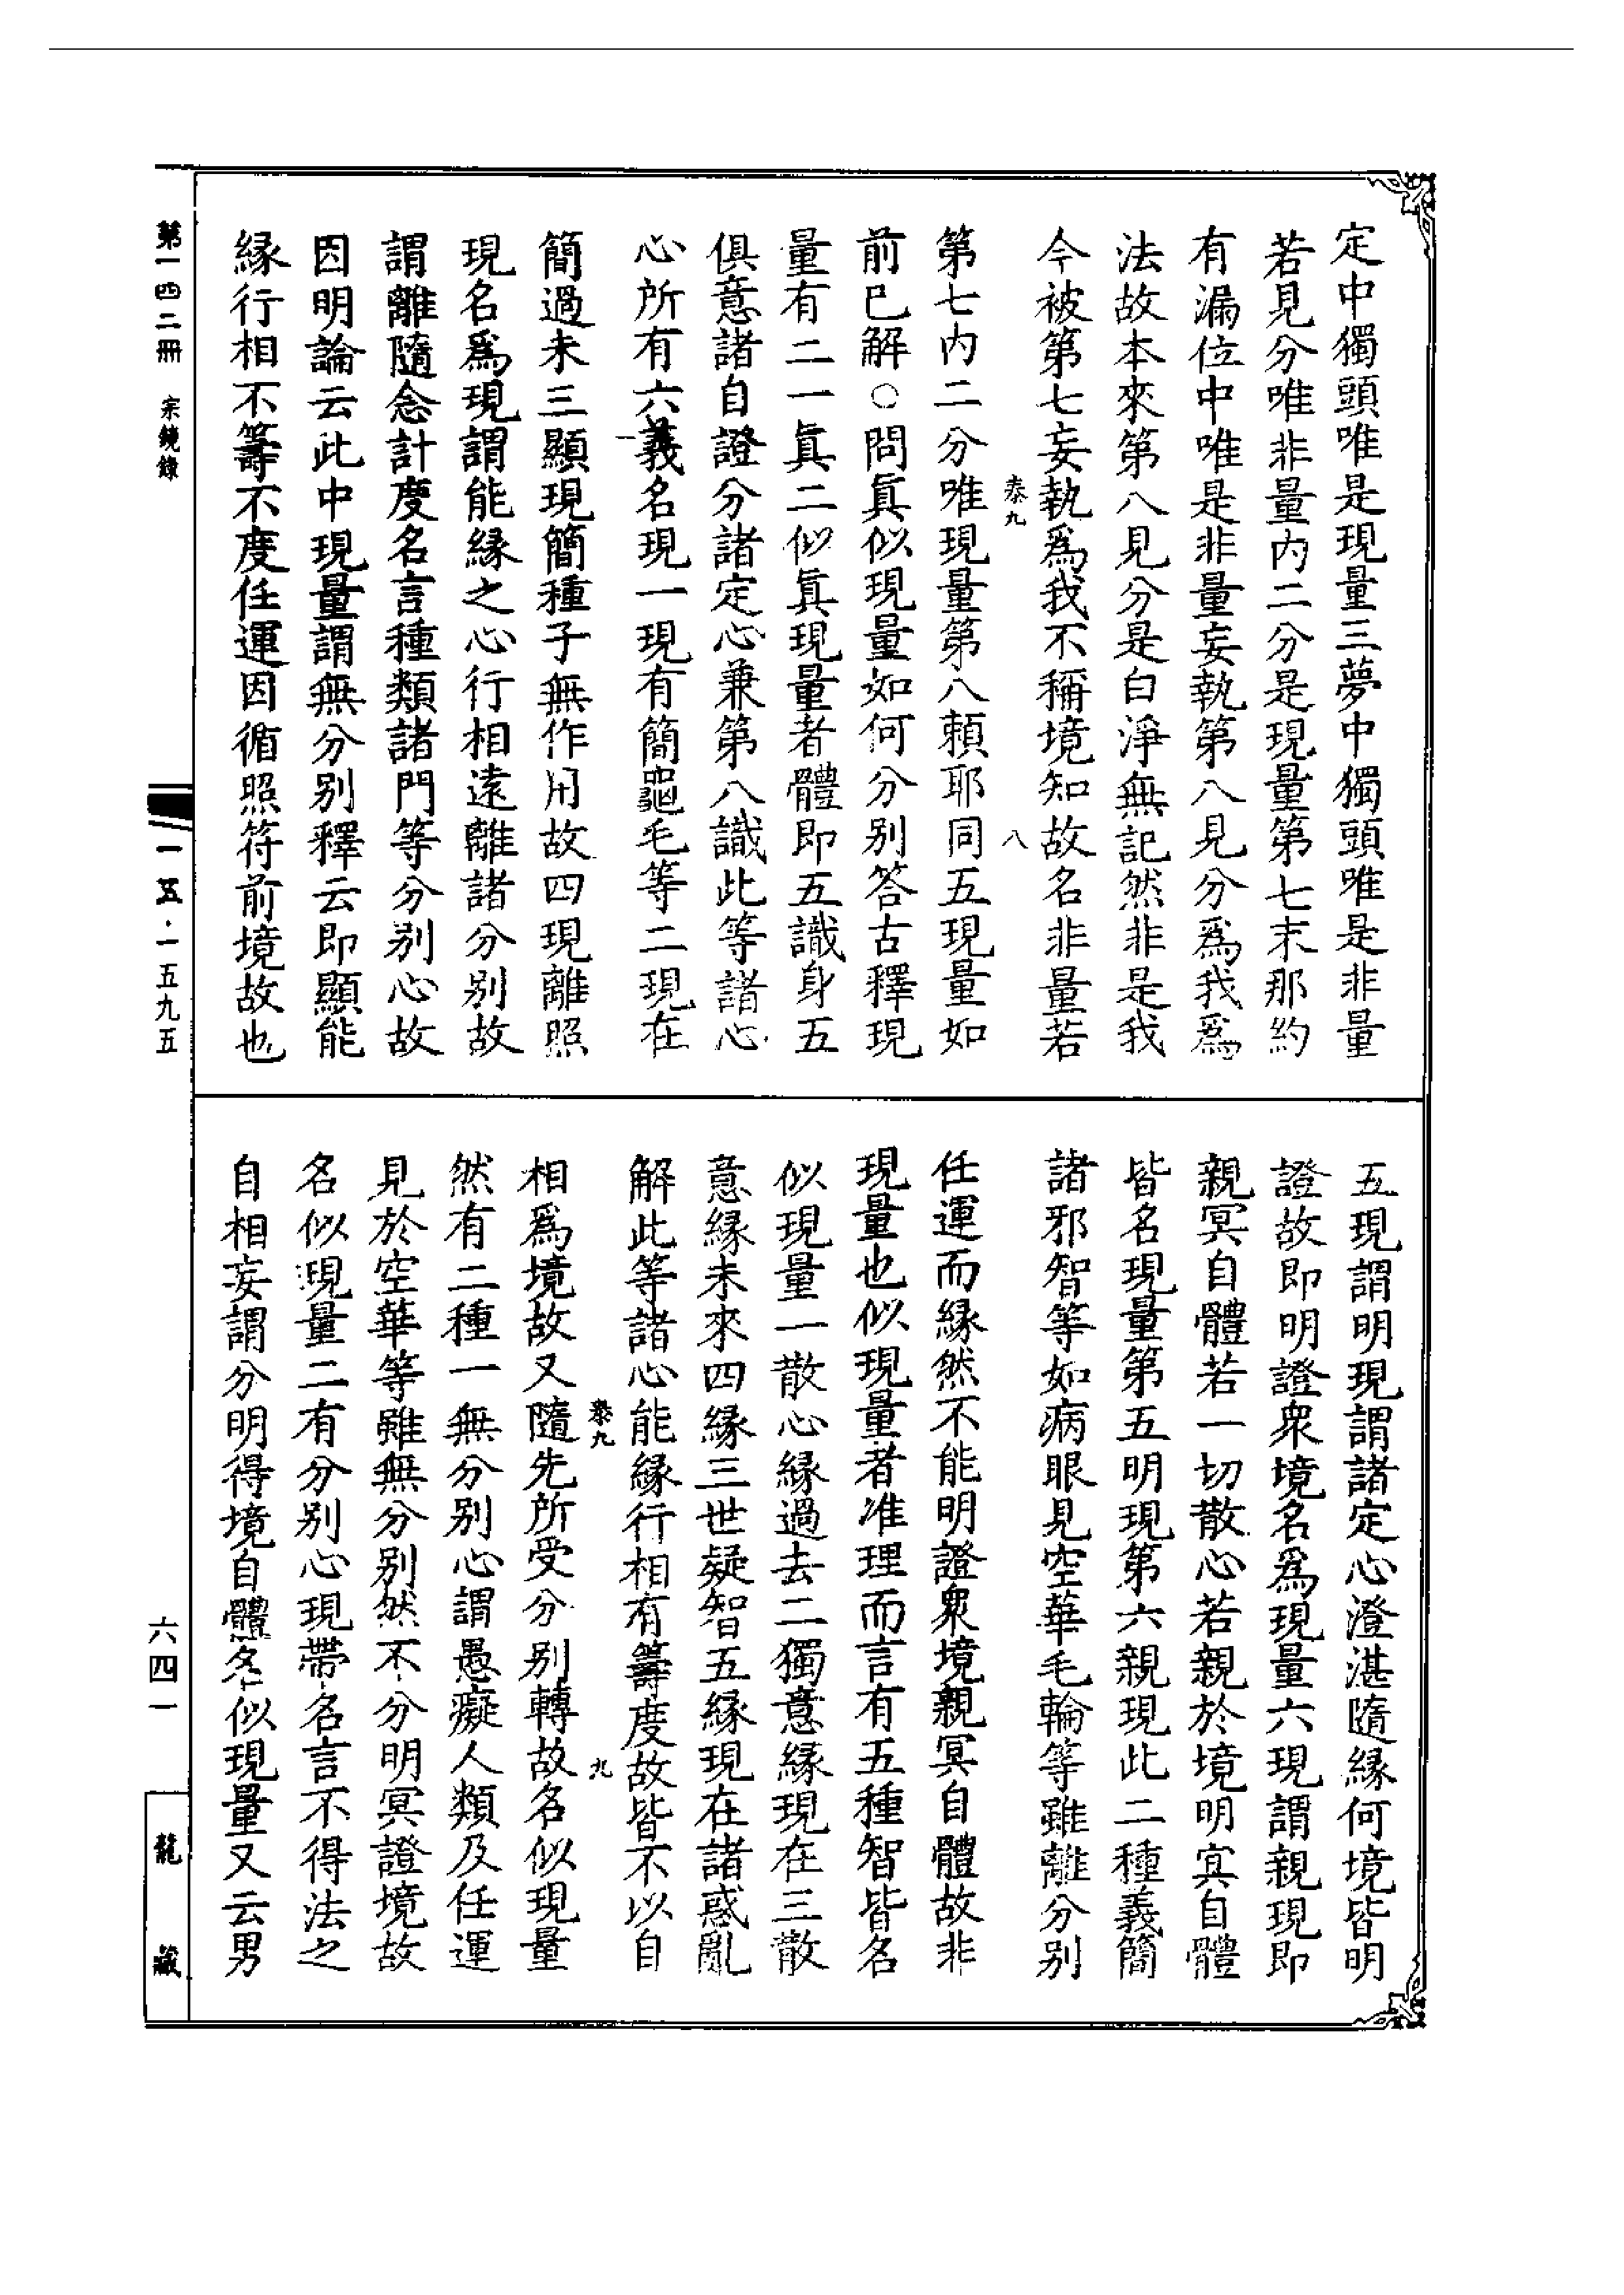 定中獨頭唯是現量三夢中獨頭唯是非量
若見分唯非量內二分是現量第七末那約
有漏位中唯是非量妄執第八見分爲我爲
法故本來第八見分是白淨無記然非是我
今被第七妄執爲我不稱境知故名非量若
泰九 八
第七內二分唯現量第八賴耶同五現量如
前已解○問眞似現量如何分別答古釋現
量有二一眞二似眞現量者體即五識身五
俱意諸自證分諸定心兼第八識此等諸心
心所有六義名現一現有簡龜毛等二現在
簡過未三顯現簡種子無作用故四現離照
現名爲現謂能緣之心行相遠離諸分別故
謂離隨念計度名言種類諸門等分別心故
因明論云此中現量謂無分別釋云即顯能
緣行相不籌不度任運因循照符前境故也
五現謂明現謂諸定心澄湛隨緣何境皆明
證故即明證衆境名爲現量六現謂親現即
親冥自體若一切散心若親於境明冥自體
皆名現量第五明現第六親現此二種義簡
諸邪智等如病眼見空華毛輪等雖離分別
任運而緣然不能明證衆境親冥自體故非
現量也似現量者准理而言有五種智皆名
似現量一散心緣過去二獨意緣現在三散
意緣未來四緣三世疑智五緣現在諸惑亂
解此等諸心能緣行相有籌度故皆不以自
泰九 九
相爲境故又隨先所受分別轉故名似現量
然有二種一無分別心謂愚癡人類及任運
見於空華等雖無分別然不分明冥證境故
名似現量二有分別心現帶名言不得法之
自相妄謂分明得境自體名似現量又云男
第一四二冊 宗鏡錄
一五·一五九五
六四一
龍藏